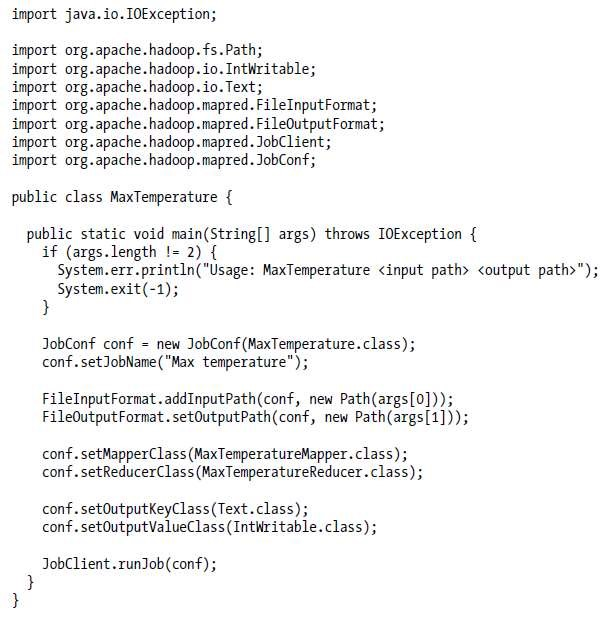 import java.io.IOException;
import org.apache.hadoop.fs.Path;
import org.apache.hadoop.io.IntWritable;
import org.apache.hadoop.io.Text;
import org.apache.hadoop.mapred.FileInputFormat;
import org.apache.hadoop.mapred.FileOutputFormat;
import org.apache.hadoop.mapred.JobClient;
import org.apache.hadoop.mapred.JobConf;
public class MaxTemperature {
  public static void main(String[] args) throws IOException {
    if (args.length != 2) {
      System.err.println("Usage: MaxTemperature <input path> <output path>");
      System.exit(-1);
    }
    JobConf conf = new JobConf(MaxTemperature.class);
    conf.setJobName("Max temperature");
    FileInputFormat.addInputPath(conf, new Path(args[0]));
    FileOutputFormat.setOutputPath(conf, new Path(args[1]));
    conf.setMapperClass(MaxTemperatureMapper.class);
    conf.setReducerClass(MaxTemperatureReducer.class);
    conf.setOutputKeyClass(Text.class);
    conf.setOutputValueClass(IntWritable.class);
    JobClient.runJob(conf);
  }
}